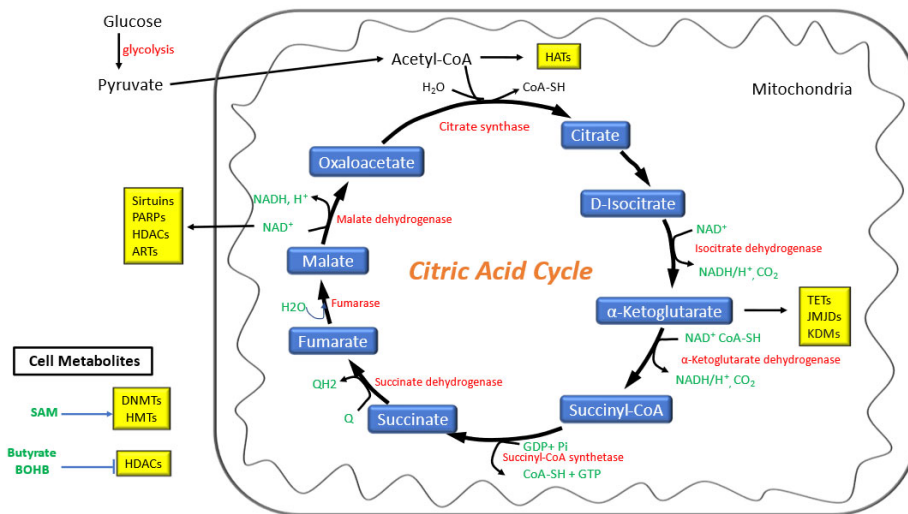 Glucose
glycolysis
Pyruvate
Acetyl-CoA
HATs
H₂O
CoA-SH
Mitochondria
Citrate synthase
Citrate
Oxaloacetate
D-Isocitrate
NADH, H⁺
NAD⁺
Malate dehydrogenase
Sirtuins
PARPs
HDACs
ARTs
NAD⁺
Isocitrate dehydrogenase
NADH/H⁺, CO₂
Malate
Citric Acid Cycle
H2O
Fumarase
α-Ketoglutarate
TETs
JMJDs
KDMs
Fumarate
NAD⁺ CoA-SH
α-Ketoglutarate dehydrogenase
NADH/H⁺, CO₂
Cell Metabolites
QH2
Succinate dehydrogenase
Q
Succinate
Succinyl-CoA
SAM
DNMTs
HMTs
GDP+ Pi
Succinyl-CoA synthetase
CoA-SH + GTP
Butyrate
BOHB
HDACs